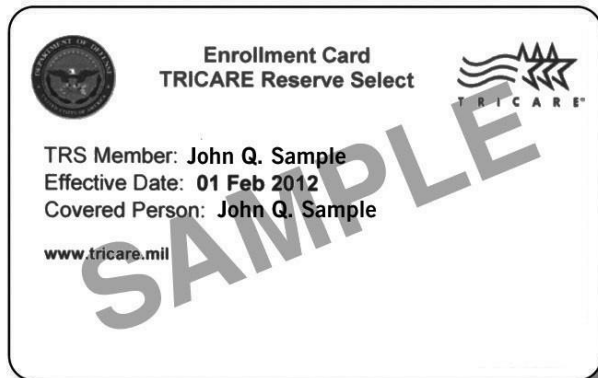 Enrollment Card
TRICARE Reserve Select
TRICARE
TRS Member: John Q. Sample
Effective Date: 01 Feb 2012
Covered Person: John Q. Sample
www.tricare.mil
SAMPLE